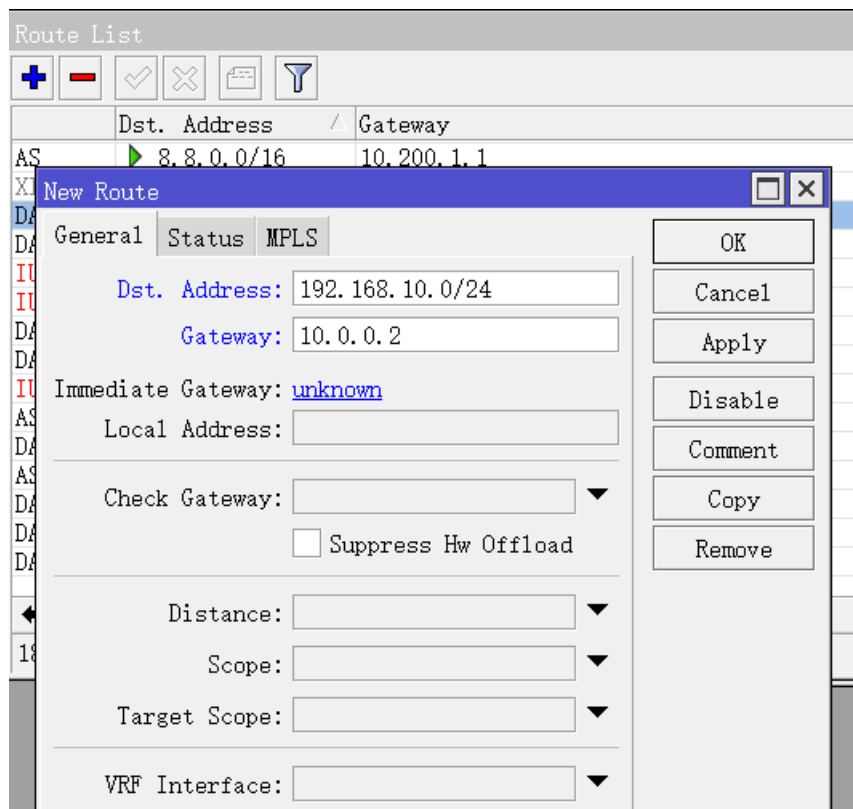 Route List
Dst. Address Gateway
AS 8.8.0.0/16 10.200.1.1
New Route
General Status MPLS
Dst. Address: 192.168.10.0/24
Gateway: 10.0.0.2
Immediate Gateway: unknown
Local Address:
Check Gateway:
Suppress Hw Offload
Distance:
Scope:
Target Scope:
VRF Interface:
OK
Cancel
Apply
Disable
Comment
Copy
Remove